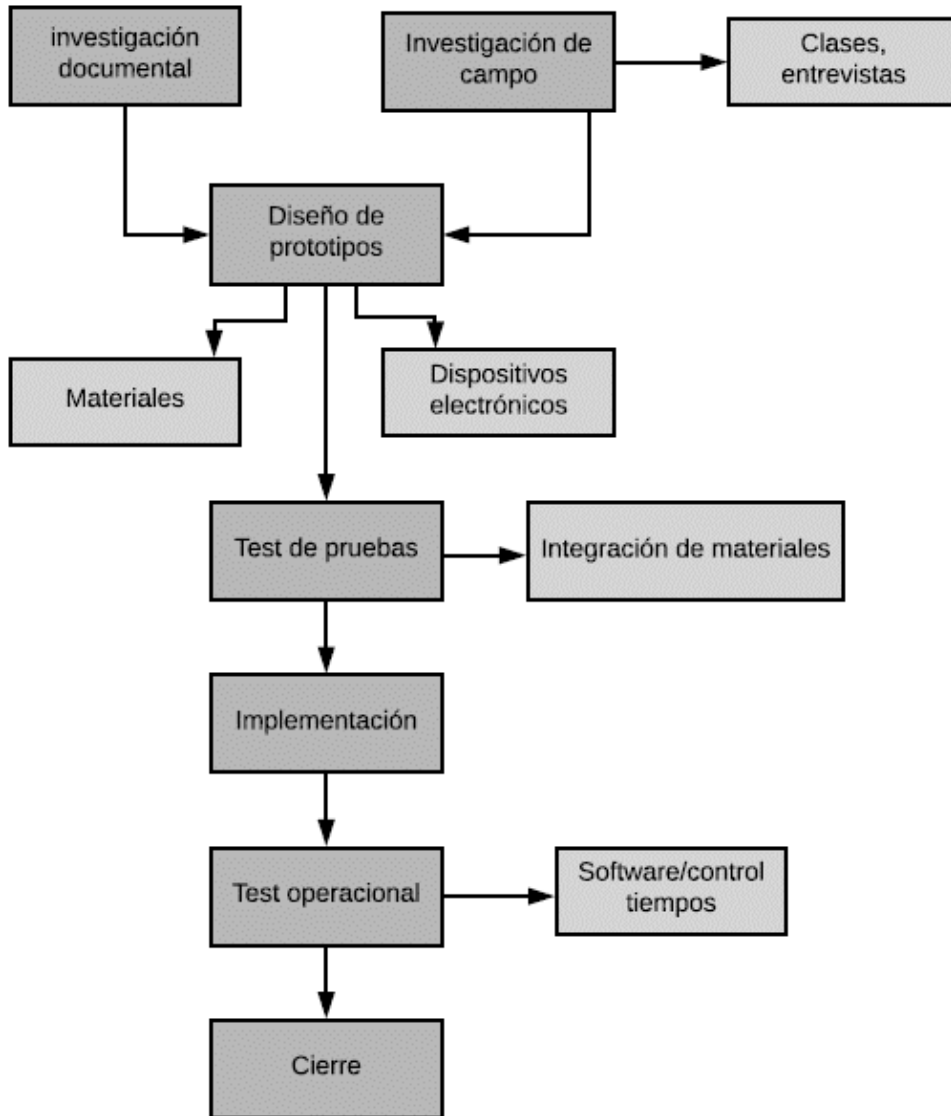 investigación
documental
Investigación de
campo
Clases,
entrevistas
Diseño de
prototipos
Materiales
Dispositivos
electrónicos
Test de pruebas
Integración de materiales
Implementación
Test operacional
Software/control
tiempos
Cierre